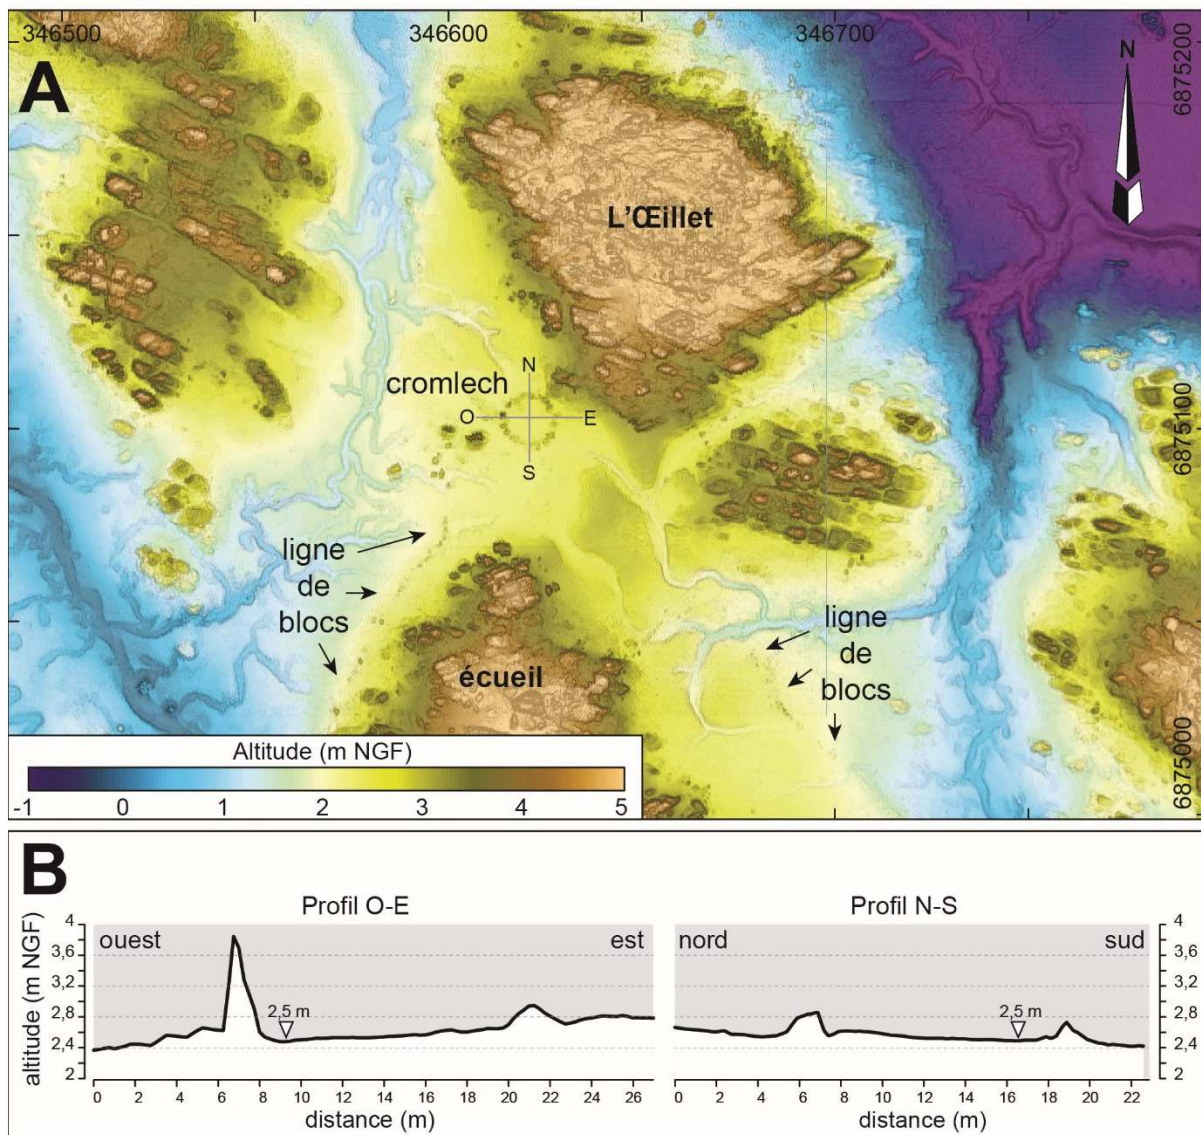 A
346500
346600
346700
6875200
N
L'Œillet
cromlech
N
O
E
S
6875100
ligne
de
blocs
ligne
de
blocs
écueil
6875000
Altitude (m NGF)
-1 0 1 2 3 4 5
B
Profil O-E
Profil N-S
altitude (m NGF)
4
3,6
3,2
2,8
2,4
2
ouest
est
2,5 m
0 2 4 6 8 10 12 14 16 18 20 22 24 26
distance (m)
nord
sud
2,5 m
4
3,6
3,2
2,8
2,4
2
0 2 4 6 8 10 12 14 16 18 20 22
distance (m)